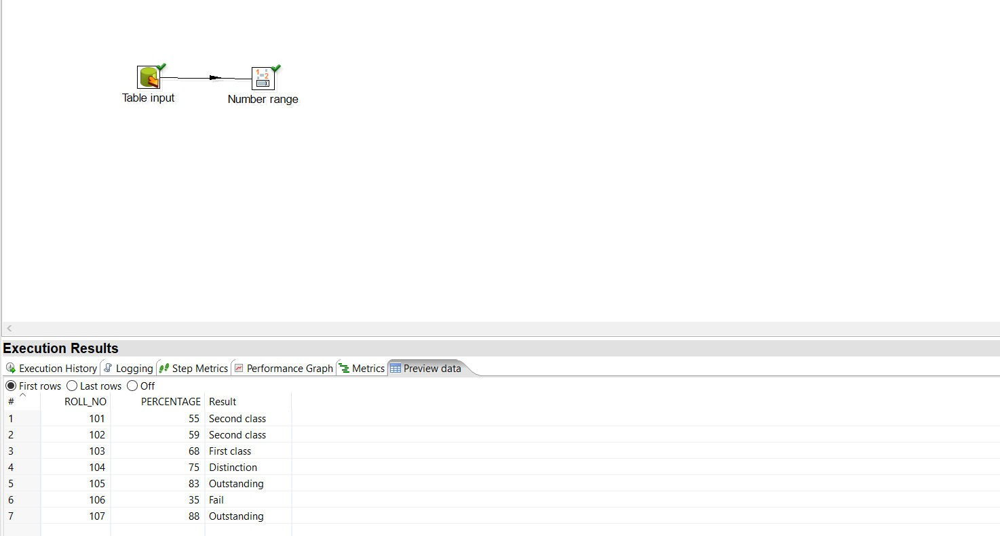 Table input
Number range
Execution Results
Execution History Logging Step Metrics Performance Graph Metrics Preview data
First rows Last rows Off
# ROLL_NO PERCENTAGE Result
1 101 55 Second class
2 102 59 Second class
3 103 68 First class
4 104 75 Distinction
5 105 83 Outstanding
6 106 35 Fail
7 107 88 Outstanding